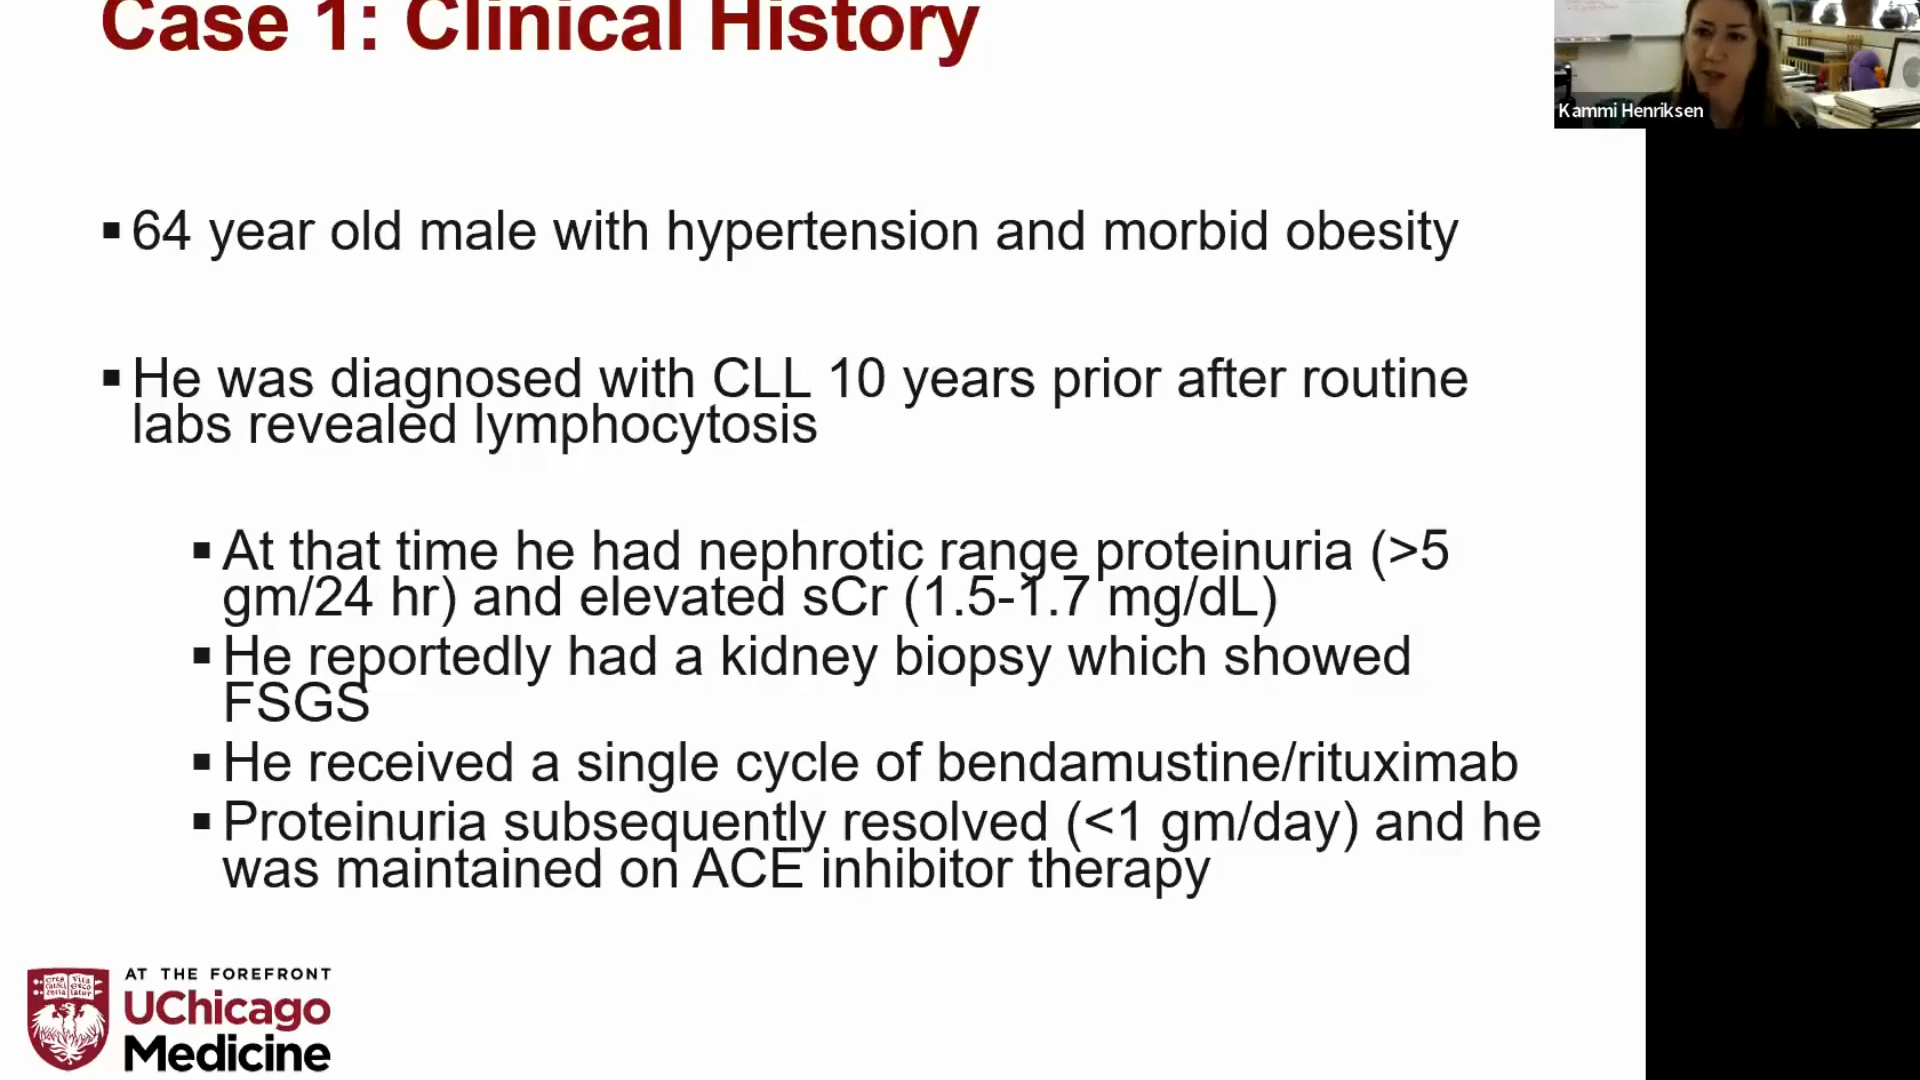 Case 1: Clinical History
Kammi Henriksen
▪ 64 year old male with hypertension and morbid obesity
▪ He was diagnosed with CLL 10 years prior after routine
labs revealed lymphocytosis
▪ At that time he had nephrotic range proteinuria (>5
gm/24 hr) and elevated sCr (1.5-1.7 mg/dL)
▪ He reportedly had a kidney biopsy which showed
FSGS
▪ He received a single cycle of bendamustine/rituximab
▪ Proteinuria subsequently resolved (<1 gm/day) and he
was maintained on ACE inhibitor therapy
AT THE FOREFRONT
UChicago
Medicine